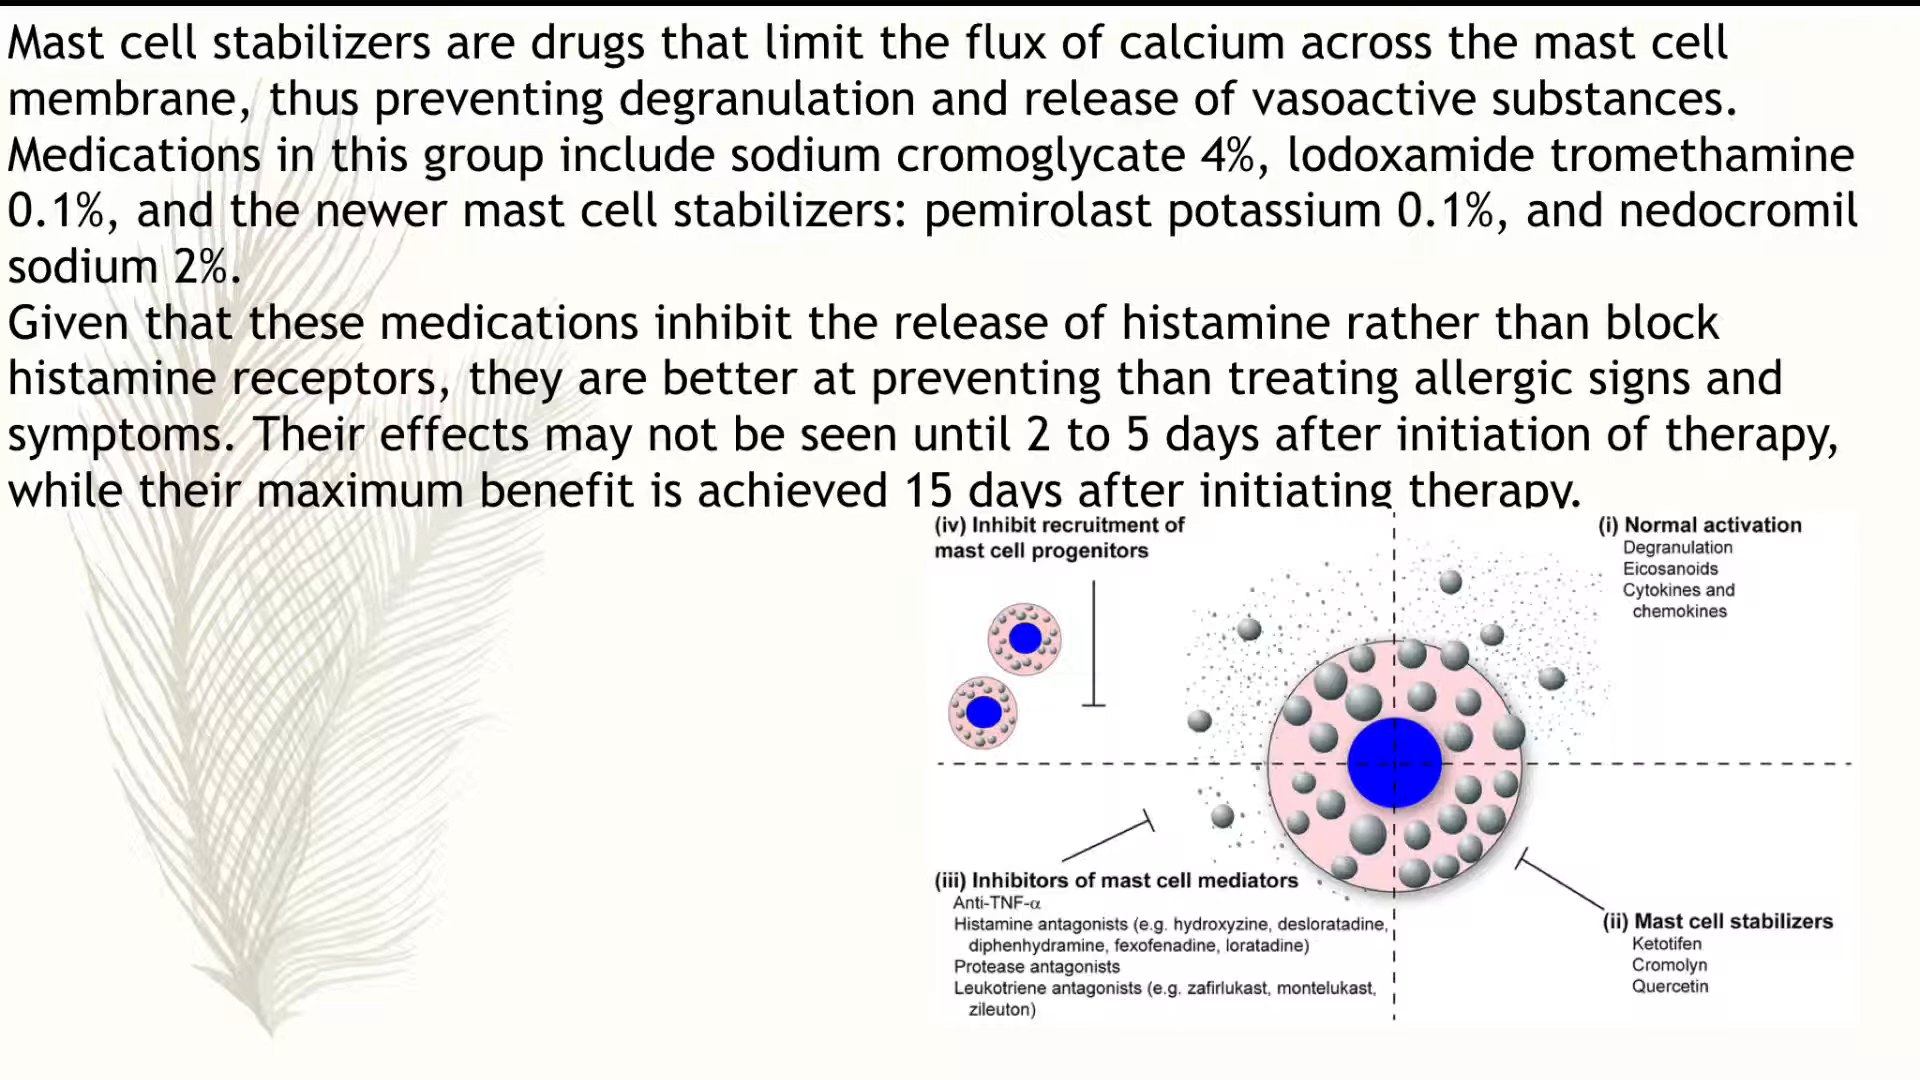 Mast cell stabilizers are drugs that limit the flux of calcium across the mast cell
membrane, thus preventing degranulation and release of vasoactive substances.
Medications in this group include sodium cromoglycate 4%, lodoxamide tromethamine
0.1%, and the newer mast cell stabilizers: pemirolast potassium 0.1%, and nedocromil
sodium 2%.
Given that these medications inhibit the release of histamine rather than block
histamine receptors, they are better at preventing than treating allergic signs and
symptoms. Their effects may not be seen until 2 to 5 days after initiation of therapy,
while their maximum benefit is achieved 15 days after initiating therapy.
(iv) Inhibit recruitment of
mast cell progenitors
(i) Normal activation
Degranulation
Eicosanoids
Cytokines and
chemokines
(iii) Inhibitors of mast cell mediators
Anti-TNF-α
Histamine antagonists (e.g. hydroxyzine, desloratadine,
diphenhydramine, fexofenadine, loratadine)
Protease antagonists
Leukotriene antagonists (e.g. zafirlukast, montelukast,
zileuton)
(ii) Mast cell stabilizers
Ketotifen
Cromolyn
Quercetin